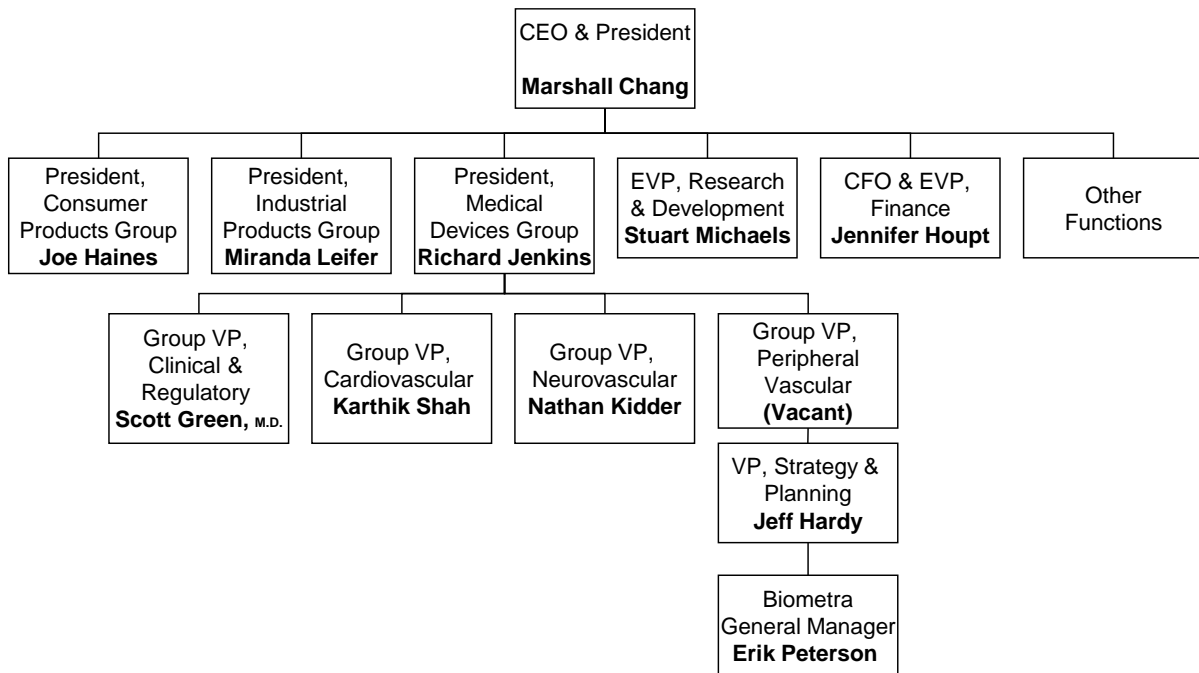 CEO & President
Marshall Chang
President,
Consumer
Products Group
Joe Haines
President,
Industrial
Products Group
Miranda Leifer
President,
Medical
Devices Group
Richard Jenkins
EVP, Research
& Development
Stuart Michaels
CFO & EVP,
Finance
Jennifer Houpt
Other
Functions
Group VP,
Clinical &
Regulatory
Scott Green, M.D.
Group VP,
Cardiovascular
Karthik Shah
Group VP,
Neurovascular
Nathan Kidder
Group VP,
Peripheral
Vascular
(Vacant)
VP, Strategy &
Planning
Jeff Hardy
Biometra
General Manager
Erik Peterson